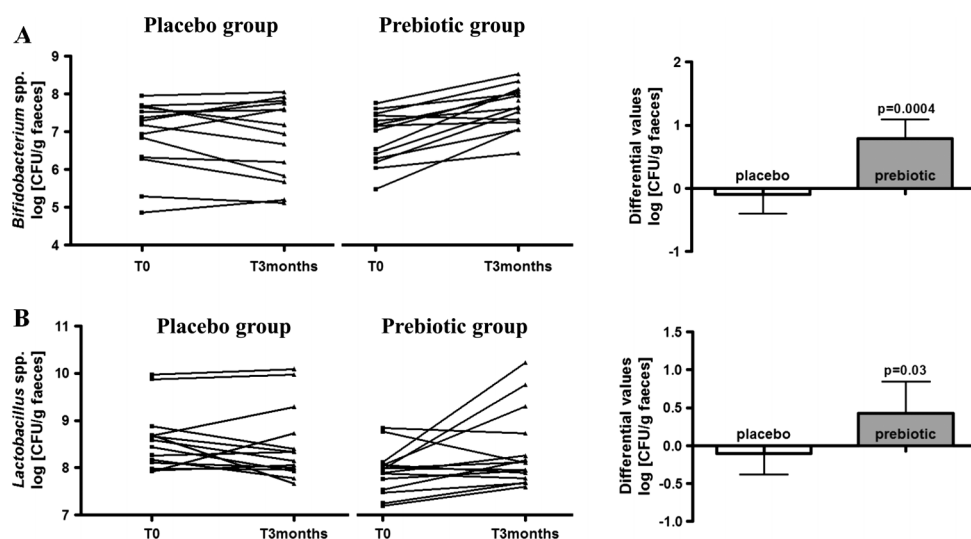 A
Placebo group
Prebiotic group
Bifidobacterium spp.
log [CFU/g faeces]
9
8
7
6
5
4
T0
T3months
T0
T3months
Differential values
log [CFU/g faeces]
2
1
0
-1
placebo
p=0.0004
prebiotic
B
Placebo group
Prebiotic group
Lactobacillus spp.
log [CFU/g faeces]
11
10
9
8
7
T0
T3months
T0
T3months
Differential values
log [CFU/g faeces]
1.5
1.0
0.5
0.0
-0.5
-1.0
placebo
p=0.03
prebiotic